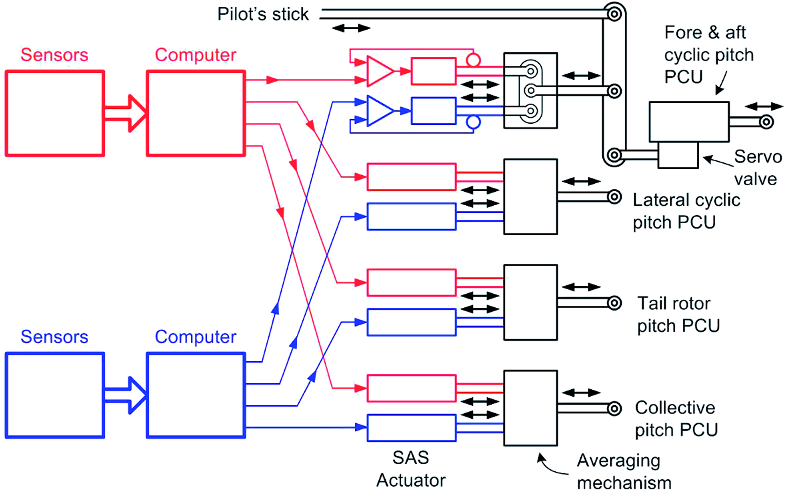 Pilot's stick
Sensors
Computer
Fore & aft
cyclic pitch
PCU
Servo
valve
Lateral cyclic
pitch PCU
Tail rotor
pitch PCU
Sensors
Computer
Collective
pitch PCU
SAS
Actuator
Averaging
mechanism